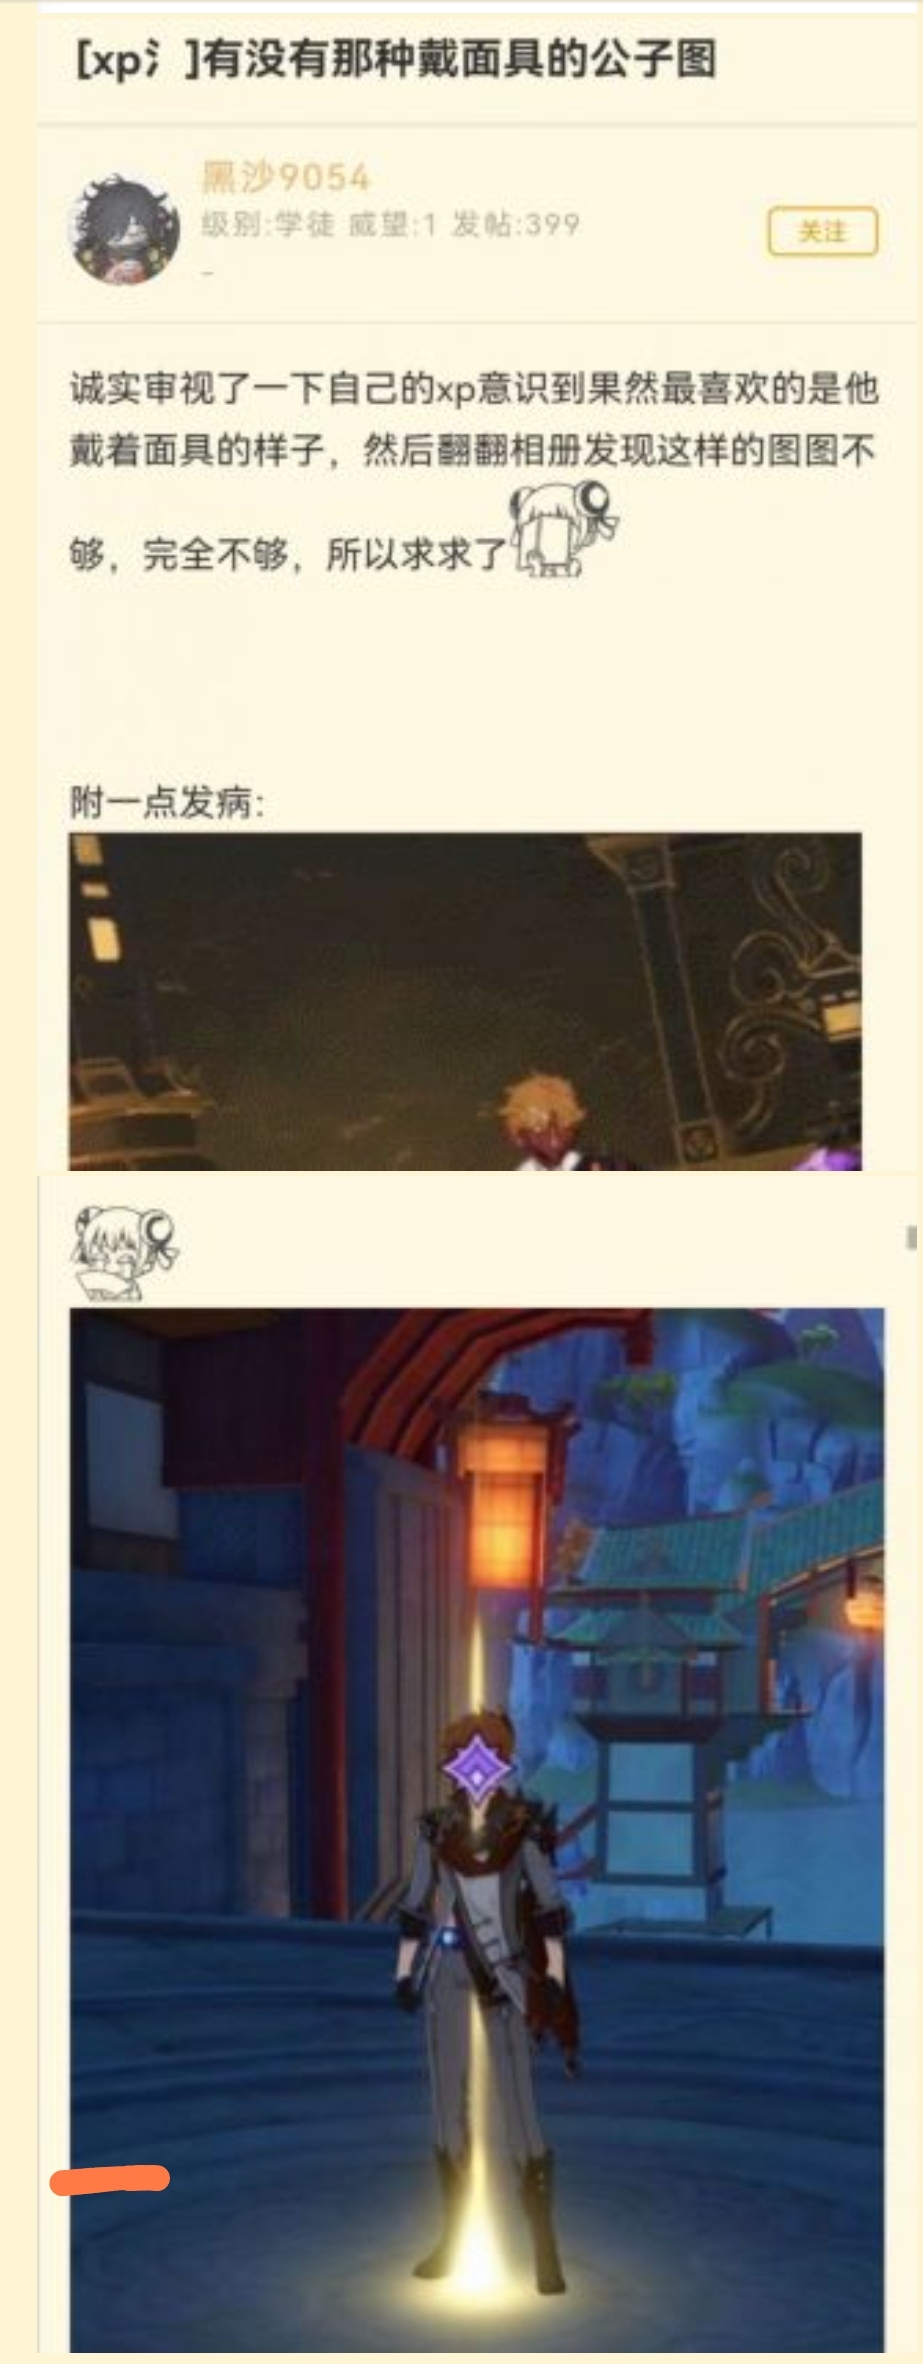 [xp氵]有没有那种戴面具的公子图
黑沙9054
级别:学徒 威望:1 发帖:399
关注
-
诚实审视了一下自己的xp意识到果然最喜欢的是他
戴着面具的样子，然后翻翻相册发现这样的图图不
够，完全不够，所以求求了
附一点发病: